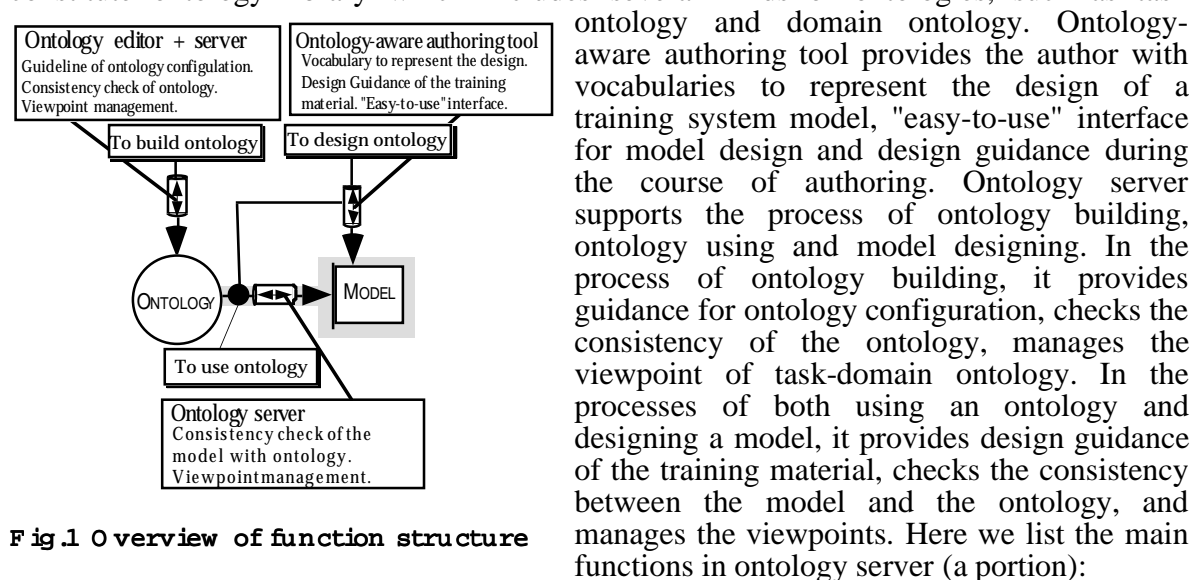 Ontology editor + server
Guideline of ontology configulation.
Consistency check of ontology.
Viewpoint management.
Ontology-aware authoring tool
Vocabulary to represent the design.
Design Guidance of the training
material. "Easy-to-use" interface.
To build ontology
To design ontology
ONTOLOGY
MODEL
To use ontology
Ontology server
Consistency check of the
model with ontology.
Viewpoint management.
Fig.1 Overview of function structure
ontology and domain ontology. Ontology-
aware authoring tool provides the author with
vocabularies to represent the design of a
training system model, "easy-to-use" interface
for model design and design guidance during
the course of authoring. Ontology server
supports the process of ontology building,
ontology using and model designing. In the
process of ontology building, it provides
guidance for ontology configuration, checks the
consistency of the ontology, manages the
viewpoint of task-domain ontology. In the
processes of both using an ontology and
designing a model, it provides design guidance
of the training material, checks the consistency
between the model and the ontology, and
manages the viewpoints. Here we list the main
functions in ontology server (a portion):